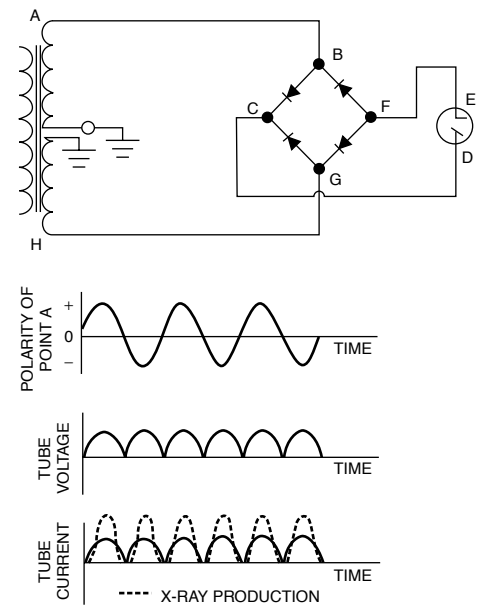 A
B
C
F
E
D
G
H
POLARITY OF
POINT A
+
0
−
TIME
TUBE
VOLTAGE
TIME
TUBE
CURRENT
TIME
X-RAY PRODUCTION